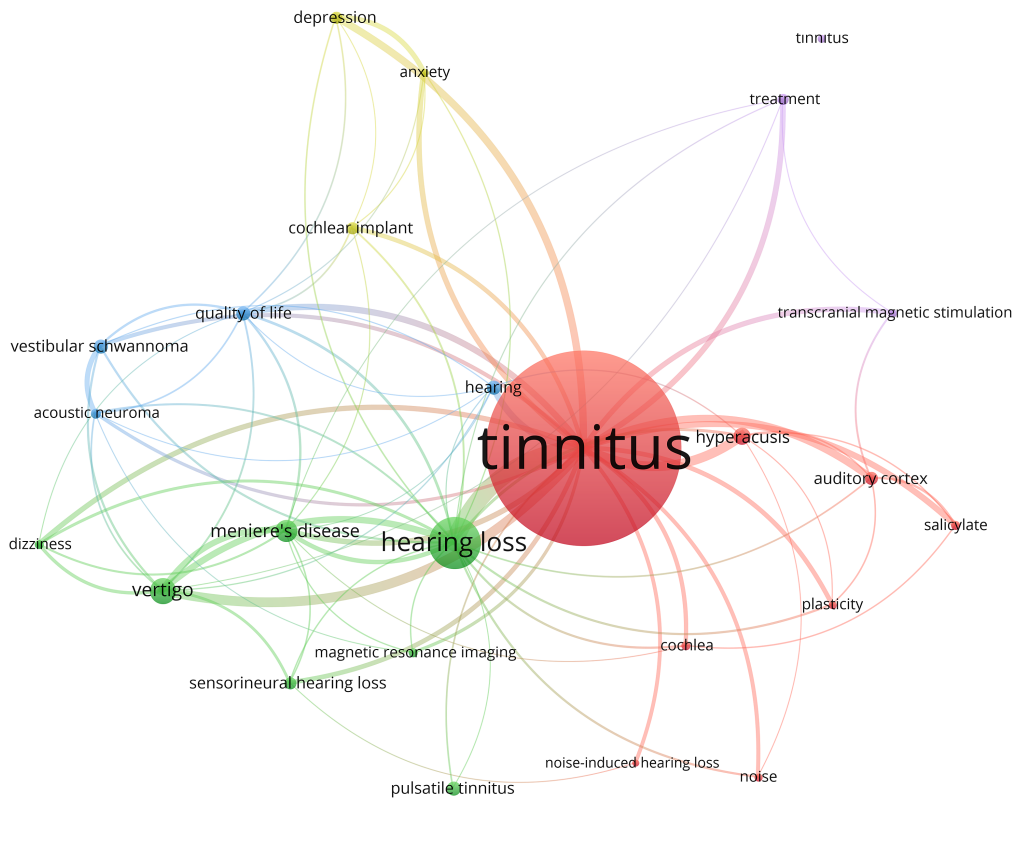 depression
tınnıtus
anxiety
treatment
cochlear implant
quality of life
transcranial magnetic stimulation
vestibular schwannoma
hearing
acoustic neuroma
tinnitus
hyperacusis
auditory cortex
salicylate
meniere's disease
hearing loss
dizziness
vertigo
plasticity
cochlea
magnetic resonance imaging
sensorineural hearing loss
noise-induced hearing loss
noise
pulsatile tinnitus